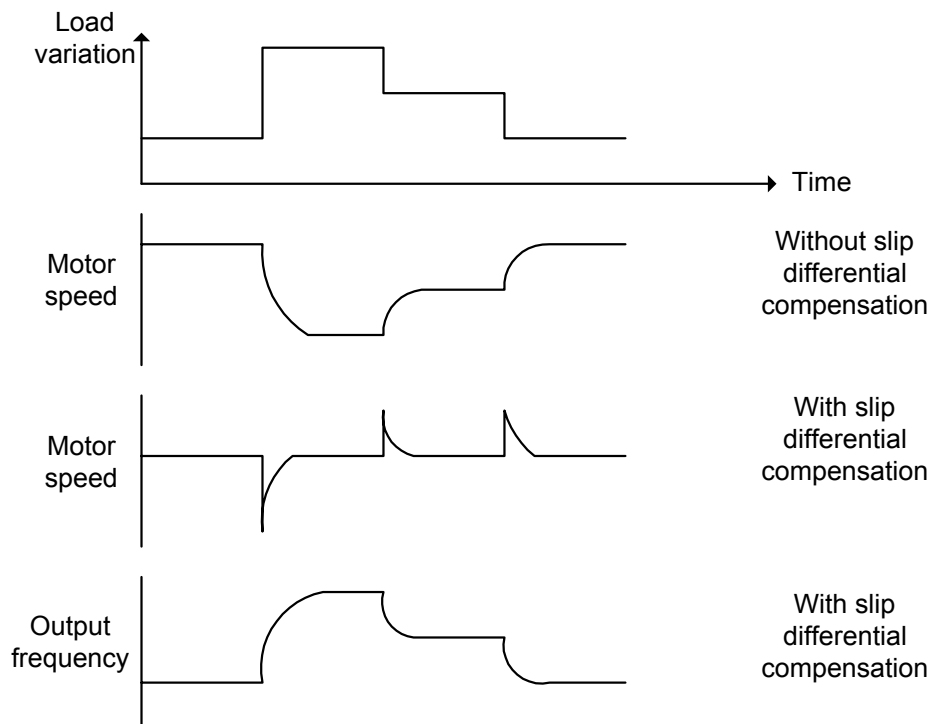 Load
variation
Time
Motor
speed
Without slip
differential
compensation
Motor
speed
With slip
differential
compensation
Output
frequency
With slip
differential
compensation